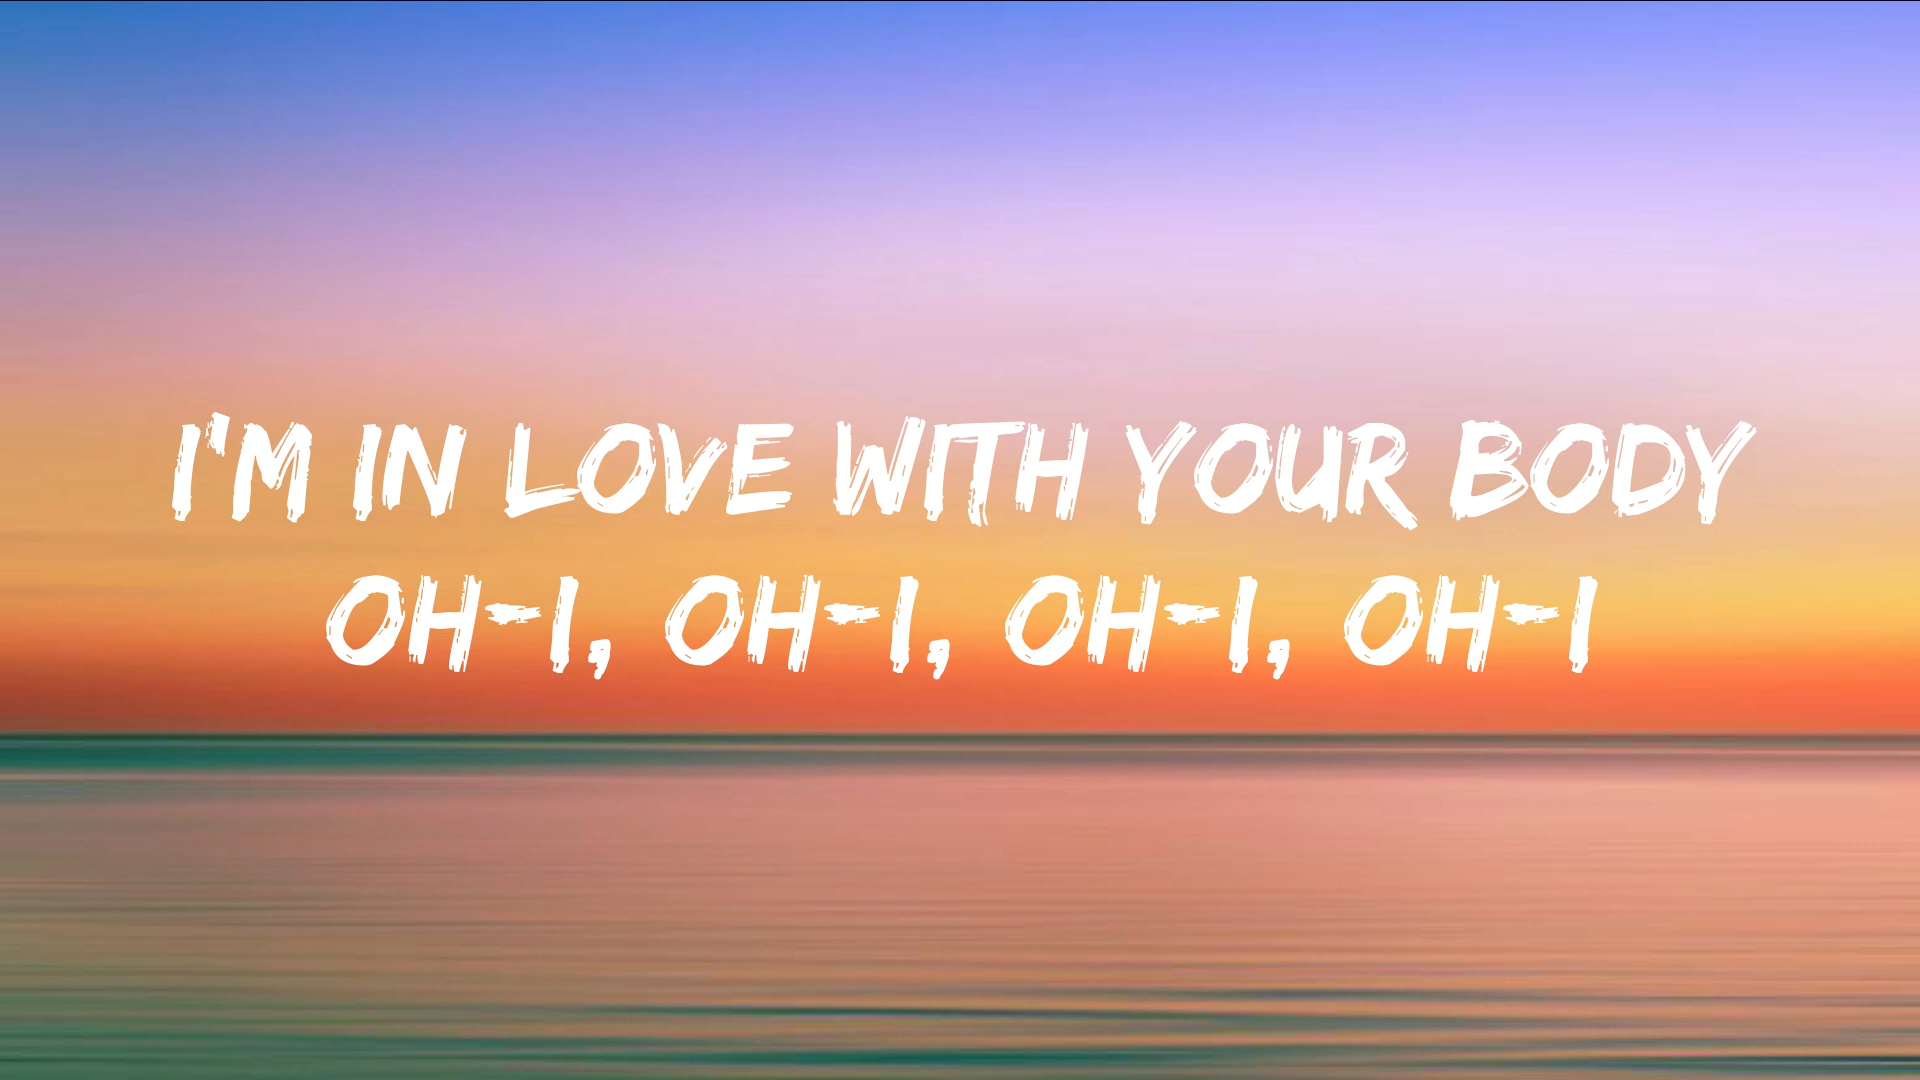 I'M IN LOVE WITH YOUR BODY
OH-I, OH-I, OH-I, OH-I